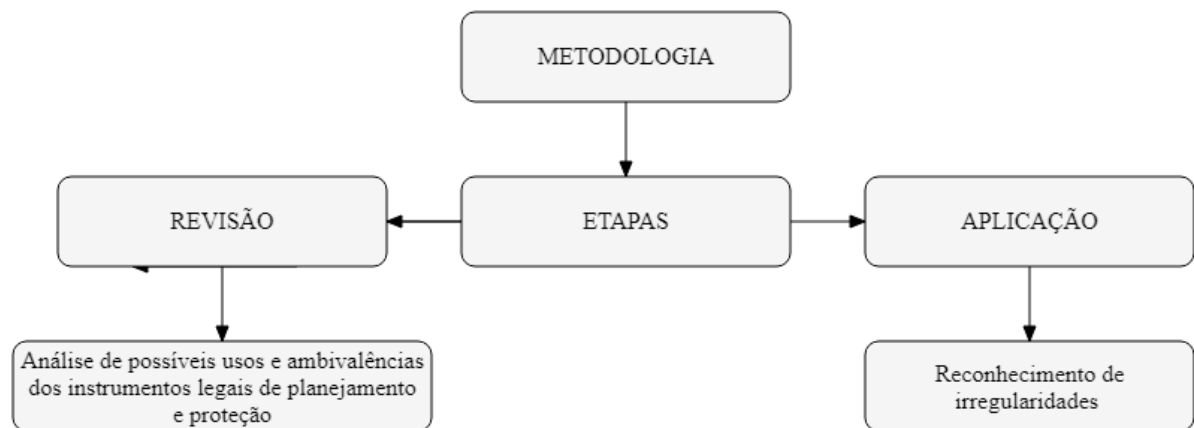 METODOLOGIA
REVISÃO
ETAPAS
APLICAÇÃO
Análise de possíveis usos e ambivalências
dos instrumentos legais de planejamento
e proteção
Reconhecimento de
irregularidades